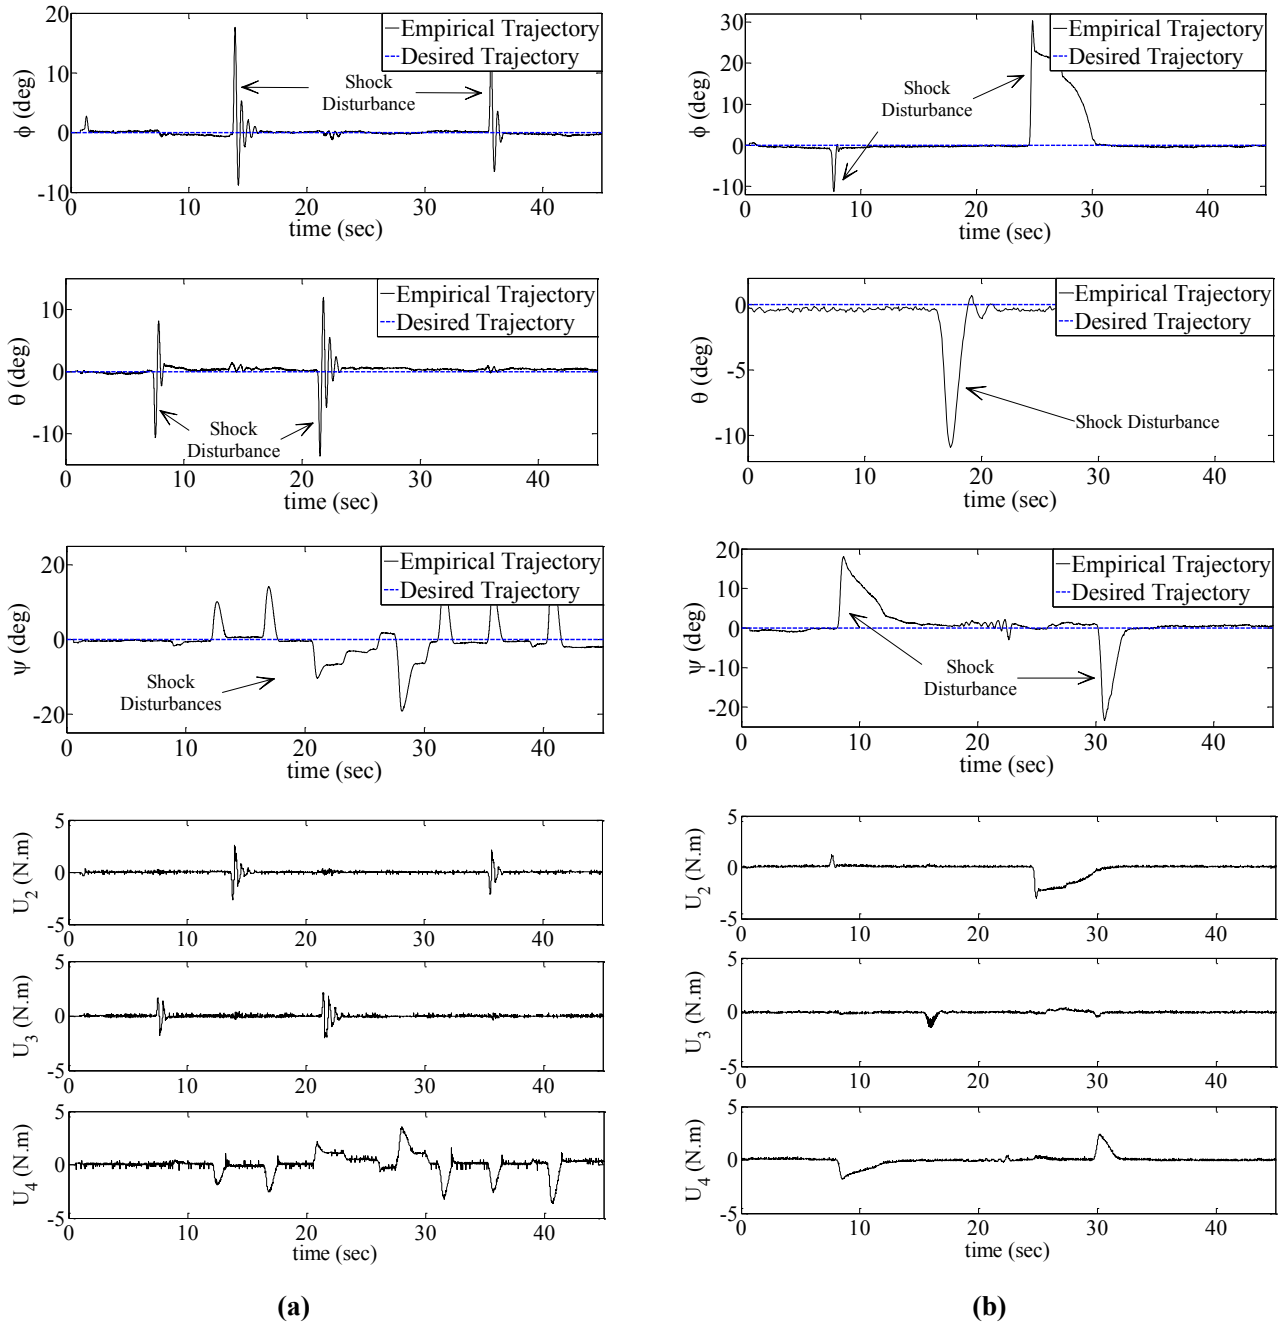 20
10
0
-10
φ (deg)
Empirical Trajectory
Desired Trajectory
Shock
Disturbance
0
10
20
30
40
time (sec)
10
0
-10
θ (deg)
Empirical Trajectory
Desired Trajectory
Shock
Disturbance
0
10
20
30
40
time (sec)
20
0
-20
ψ (deg)
Empirical Trajectory
Desired Trajectory
Shock
Disturbances
0
10
20
30
40
time (sec)
5
0
-5
U2 (N.m)
0
10
20
30
40
5
0
-5
U3 (N.m)
0
10
20
30
40
5
0
-5
U4 (N.m)
0
10
20
30
40
time (sec)
(a)
30
20
10
0
-10
φ (deg)
Empirical Trajectory
Desired Trajectory
Shock
Disturbance
0
10
20
30
40
time (sec)
0
-5
-10
θ (deg)
Empirical Trajectory
Desired Trajectory
Shock Disturbance
0
10
20
30
40
time (sec)
20
10
0
-10
-20
ψ (deg)
Empirical Trajectory
Desired Trajectory
Shock
Disturbance
0
10
20
30
40
time (sec)
5
0
-5
U2 (N.m)
0
10
20
30
40
5
0
-5
U3 (N.m)
0
10
20
30
40
5
0
-5
U4 (N.m)
0
10
20
30
40
time (sec)
(b)